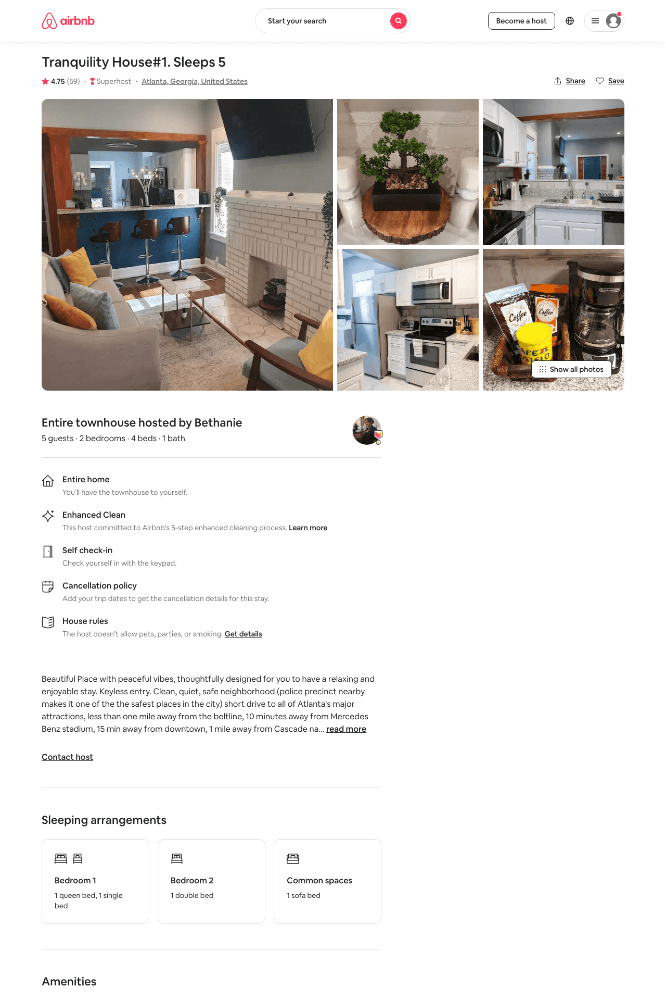 airbnb
Start your search
Become a host
Tranquility House#1. Sleeps 5
4.75 (59) · Superhost · Atlanta, Georgia, United States
Share
Save
BLACK+DECKER
Coffee
Coffee
CAFE
BUSTELO
Show all photos
Entire townhouse hosted by Bethanie
5 guests · 2 bedrooms · 4 beds · 1 bath
Entire home
You'll have the townhouse to yourself.
Enhanced Clean
This host committed to Airbnb's 5-step enhanced cleaning process. Learn more
Self check-in
Check yourself in with the keypad.
Cancellation policy
Add your trip dates to get the cancellation details for this stay.
House rules
The host doesn't allow pets, parties, or smoking. Get details
Beautiful Place with peaceful vibes, thoughtfully designed for you to have a relaxing and
enjoyable stay. Keyless entry. Clean, quiet, safe neighborhood (police precinct nearby
makes it one of the the safest places in the city) short drive to all of Atlanta's major
attractions, less than one mile away from the beltline, 10 minutes away from Mercedes
Benz stadium, 15 min away from downtown, 1 mile away from Cascade na... read more
Contact host
Sleeping arrangements
Bedroom 1
1 queen bed, 1 single
bed
Bedroom 2
1 double bed
Common spaces
1 sofa bed
Amenities